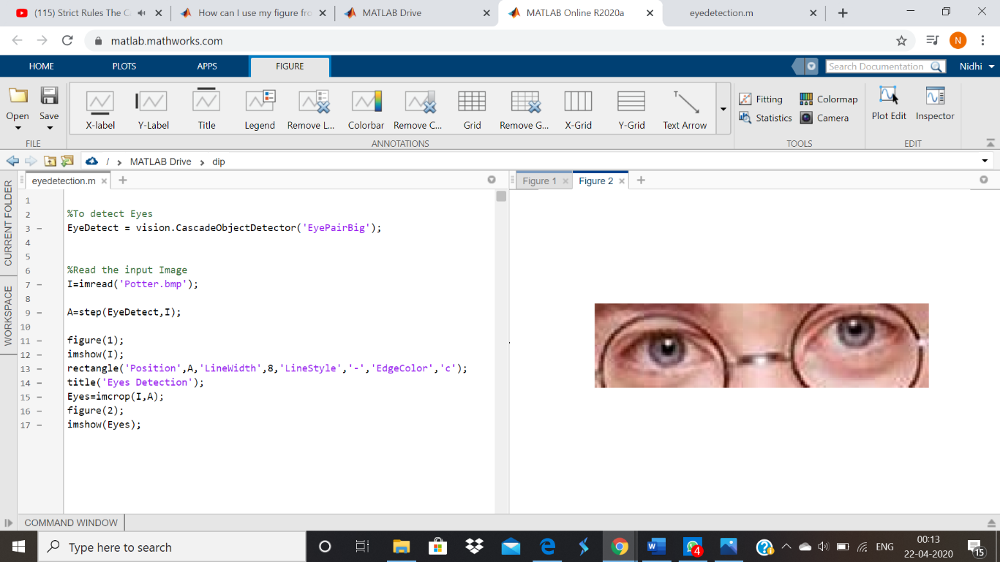 (115) Strict Rules The C
How can I use my figure fro
MATLAB Drive
MATLAB Online R2020a
eyedetection.m
matlab.mathworks.com
N
HOME
PLOTS
APPS
FIGURE
Search Documentation
Nidhi
Open
Save
X-label
Y-Label
Title
Legend
Remove L...
Colorbar
Remove C...
Grid
Remove G...
X-Grid
Y-Grid
Text Arrow
Fitting
Colormap
Statistics
Camera
Plot Edit
Inspector
FILE
ANNOTATIONS
TOOLS
EDIT
/ › MATLAB Drive › dip
CURRENT FOLDER
WORKSPACE
eyedetection.m
Figure 1
Figure 2
1
2 %To detect Eyes
3 – EyeDetect = vision.CascadeObjectDetector('EyePairBig');
4
5
6 %Read the input Image
7 – I=imread('Potter.bmp');
8
9 – A=step(EyeDetect,I);
10
11 – figure(1);
12 – imshow(I);
13 – rectangle('Position',A,'LineWidth',8,'LineStyle','-','EdgeColor','c');
14 – title('Eyes Detection');
15 – Eyes=imcrop(I,A);
16 – figure(2);
17 – imshow(Eyes);
COMMAND WINDOW
Type here to search
4
ENG
00:13
22-04-2020
15